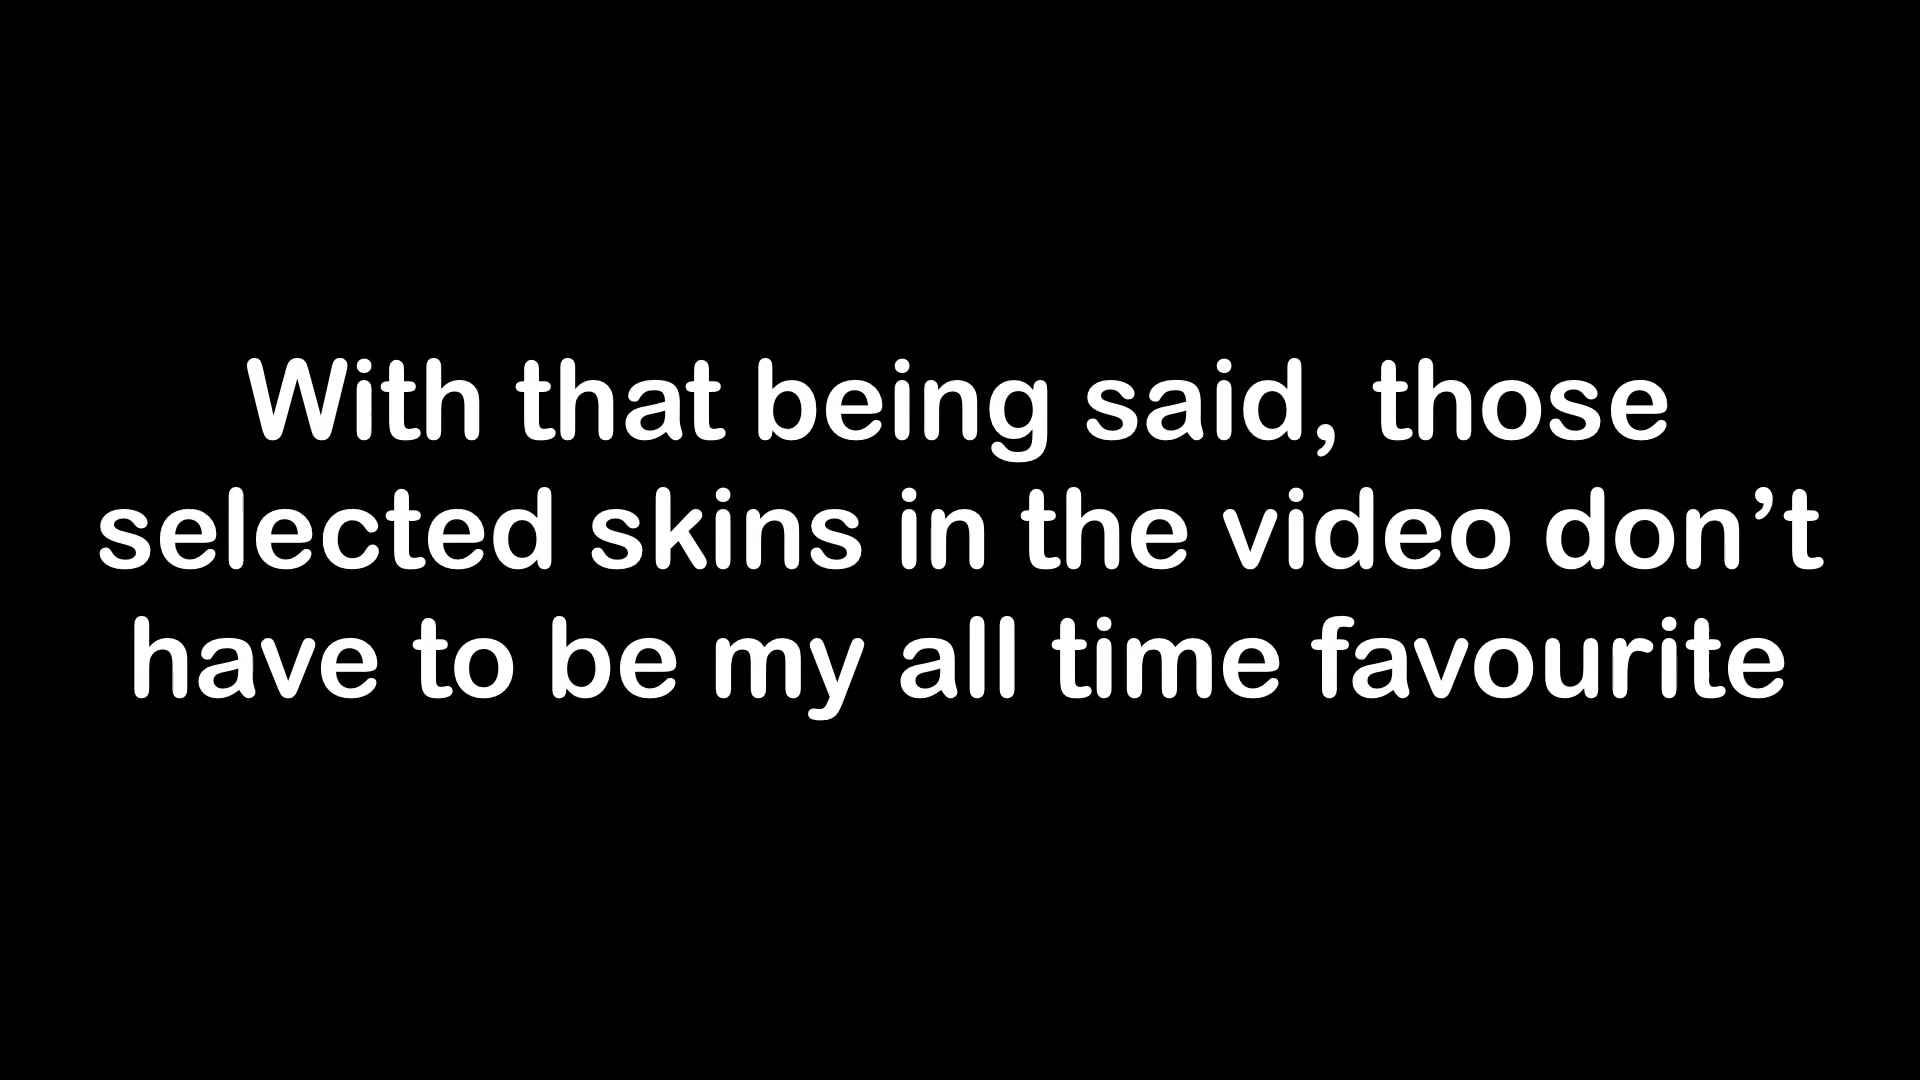 With that being said, those
selected skins in the video don’t
have to be my all time favourite